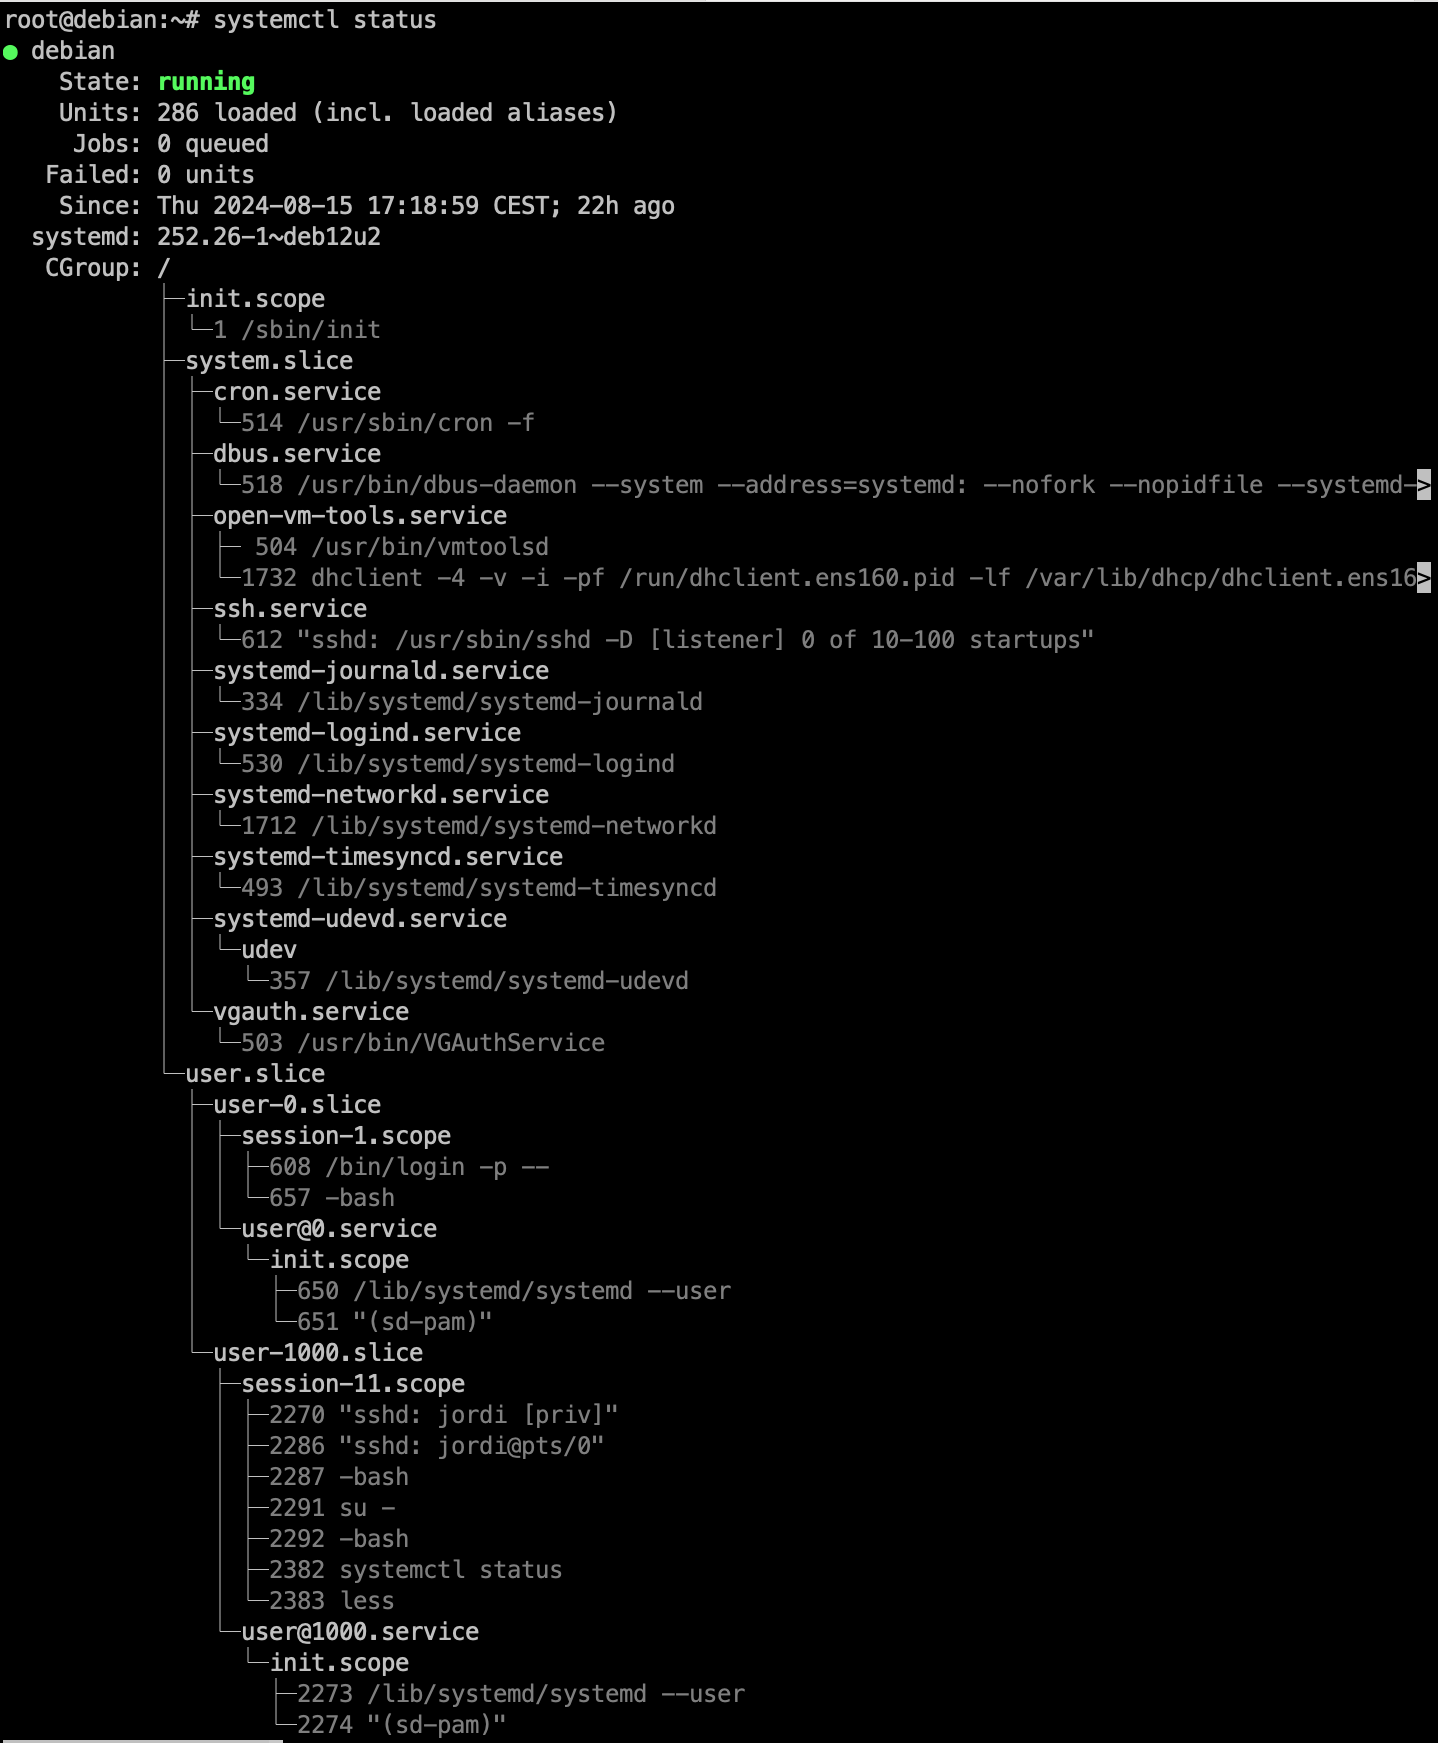 root@debian:~# systemctl status
● debian
    State: running
    Units: 286 loaded (incl. loaded aliases)
     Jobs: 0 queued
   Failed: 0 units
    Since: Thu 2024-08-15 17:18:59 CEST; 22h ago
  systemd: 252.26-1~deb12u2
   CGroup: /
           ├─init.scope
           │ └─1 /sbin/init
           ├─system.slice
           │ ├─cron.service
           │ │ └─514 /usr/sbin/cron -f
           │ ├─dbus.service
           │ │ └─518 /usr/bin/dbus-daemon --system --address=systemd: --nofork --nopidfile --systemd->
           │ ├─open-vm-tools.service
           │ │ ├─ 504 /usr/bin/vmtoolsd
           │ │ └─1732 dhclient -4 -v -i -pf /run/dhclient.ens160.pid -lf /var/lib/dhcp/dhclient.ens16>
           │ ├─ssh.service
           │ │ └─612 "sshd: /usr/sbin/sshd -D [listener] 0 of 10-100 startups"
           │ ├─systemd-journald.service
           │ │ └─334 /lib/systemd/systemd-journald
           │ ├─systemd-logind.service
           │ │ └─530 /lib/systemd/systemd-logind
           │ ├─systemd-networkd.service
           │ │ └─1712 /lib/systemd/systemd-networkd
           │ ├─systemd-timesyncd.service
           │ │ └─493 /lib/systemd/systemd-timesyncd
           │ ├─systemd-udevd.service
           │ │ └─udev
           │ │   └─357 /lib/systemd/systemd-udevd
           │ └─vgauth.service
           │   └─503 /usr/bin/VGAuthService
           └─user.slice
             ├─user-0.slice
             │ ├─session-1.scope
             │ │ ├─608 /bin/login -p --
             │ │ └─657 -bash
             │ └─user@0.service
             │   └─init.scope
             │     ├─650 /lib/systemd/systemd --user
             │     └─651 "(sd-pam)"
             └─user-1000.slice
               ├─session-11.scope
               │ ├─2270 "sshd: jordi [priv]"
               │ ├─2286 "sshd: jordi@pts/0"
               │ ├─2287 -bash
               │ ├─2291 su -
               │ ├─2292 -bash
               │ ├─2382 systemctl status
               │ └─2383 less
               └─user@1000.service
                 └─init.scope
                   ├─2273 /lib/systemd/systemd --user
                   └─2274 "(sd-pam)"